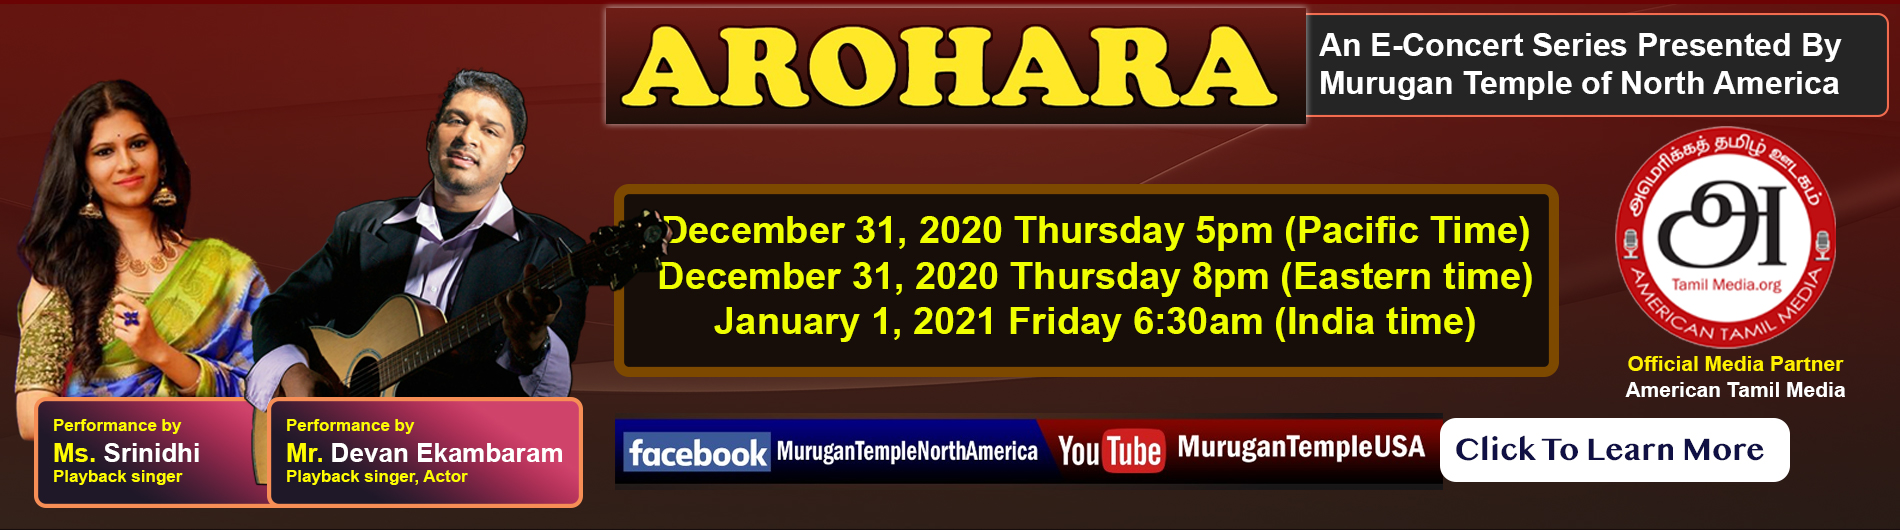 AROHARA
An E-Concert Series Presented By
Murugan Temple of North America
December 31, 2020 Thursday 5pm (Pacific Time)
December 31, 2020 Thursday 8pm (Eastern time)
January 1, 2021 Friday 6:30am (India time)
அமெரிக்கத் தமிழ் ஊடகம்
அ
Tamil Media.org
AMERICAN TAMIL MEDIA
Official Media Partner
American Tamil Media
Performance by
Ms. Srinidhi
Playback singer
Performance by
Mr. Devan Ekambaram
Playback singer, Actor
facebook MuruganTempleNorthAmerica YouTube MuruganTempleUSA Click To Learn More